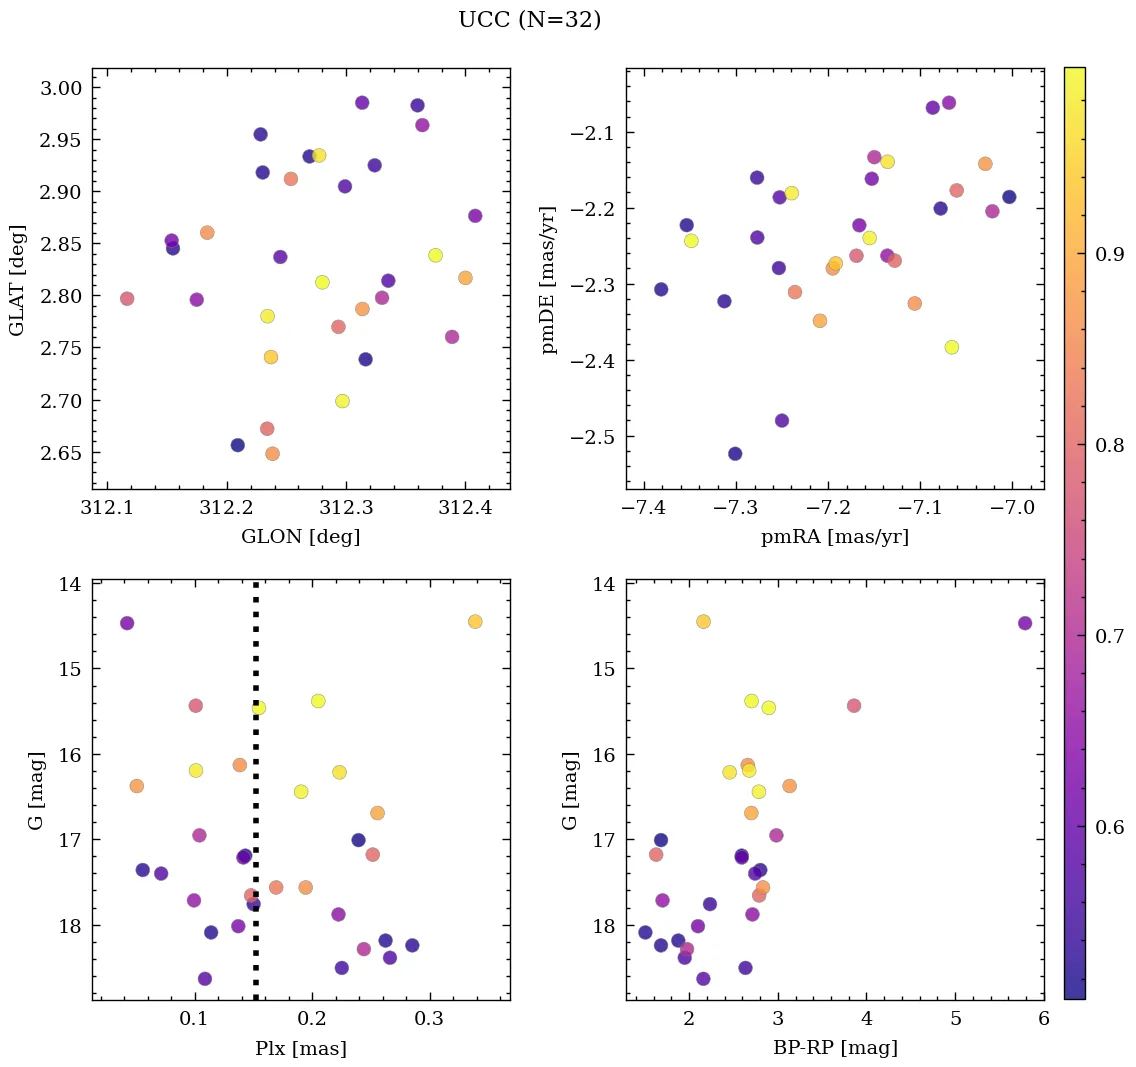 UCC (N=32)
3.00
2.95
2.90
2.85
2.80
2.75
2.70
2.65
GLAT [deg]
312.1 312.2 312.3 312.4
GLON [deg]
−2.1
−2.2
−2.3
−2.4
−2.5
pmDE [mas/yr]
−7.4 −7.3 −7.2 −7.1 −7.0
pmRA [mas/yr]
14
15
16
17
18
G [mag]
0.1 0.2 0.3
Plx [mas]
14
15
16
17
18
G [mag]
2 3 4 5 6
BP-RP [mag]
0.9
0.8
0.7
0.6